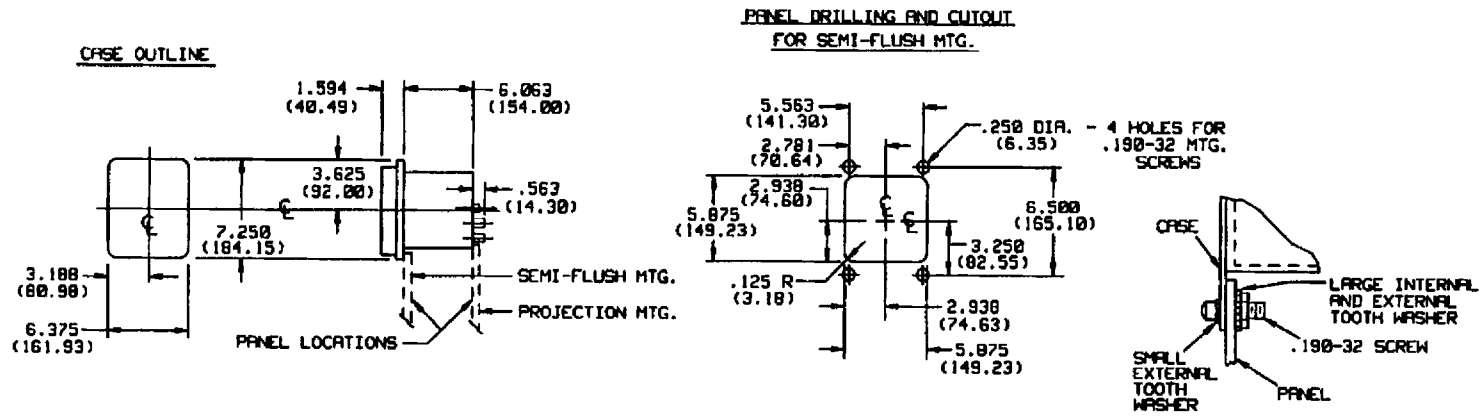 PANEL DRILLING AND CUTOUT
FOR SEMI-FLUSH MTG.
CASE OUTLINE
1.594
(40.49)
6.063
(154.00)
3.625
(92.00)
.563
(14.30)
7.250
(184.15)
3.188
(80.98)
6.375
(161.93)
SEMI-FLUSH MTG.
PROJECTION MTG.
PANEL LOCATIONS
5.563
(141.30)
2.781
(70.64)
.250 DIA. - 4 HOLES FOR
(6.35) .190-32 MTG.
SCREWS
2.938
(74.60)
5.875
(149.23)
6.500
(165.10)
3.250
(82.55)
.125 R
(3.18)
2.938
(74.63)
5.875
(149.23)
CASE
LARGE INTERNAL
AND EXTERNAL
TOOTH WASHER
.190-32 SCREW
SMALL
EXTERNAL
TOOTH
WASHER
PANEL